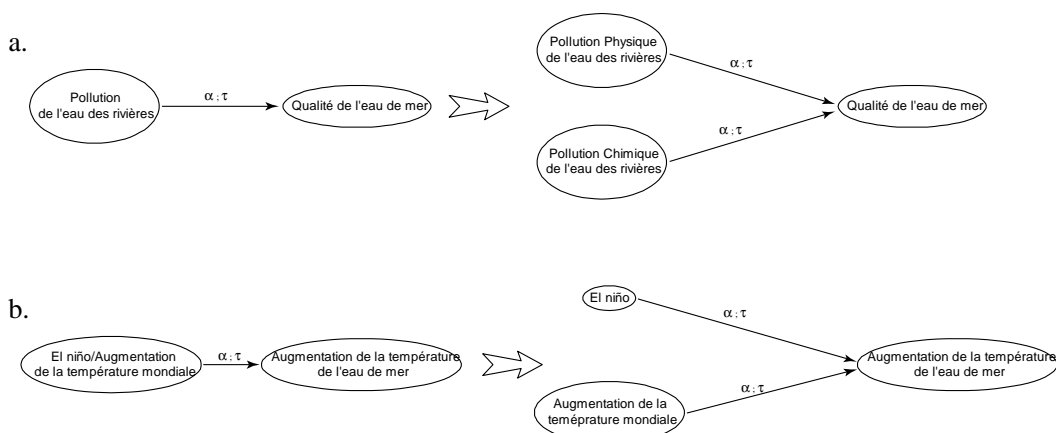 a.
Pollution
de l'eau des rivières
α ; τ
Qualité de l'eau de mer
Pollution Physique
de l'eau des rivières
α ; τ
Pollution Chimique
de l'eau des rivières
α ; τ
Qualité de l'eau de mer
b.
El niño/Augmentation
de la température mondiale
α ; τ
Augmentation de la température
de l'eau de mer
El niño
α ; τ
Augmentation de la
teméprature mondiale
α ; τ
Augmentation de la température
de l'eau de mer